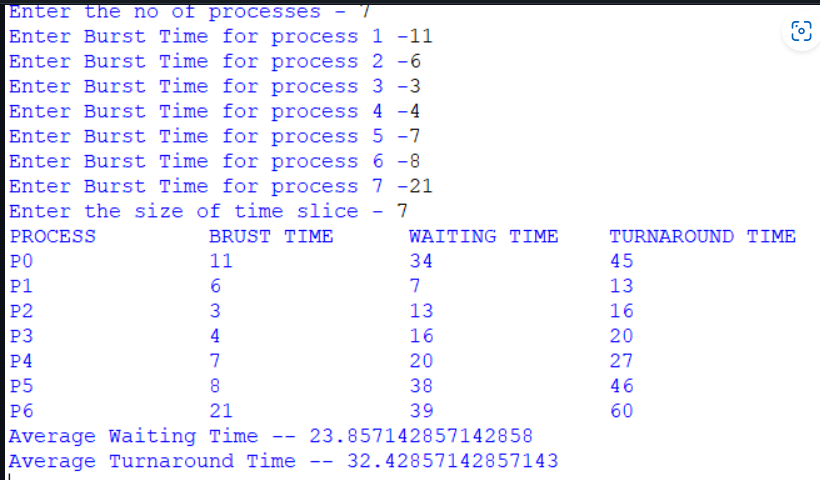 Enter the no of processes - 7
Enter Burst Time for process 1 -11
Enter Burst Time for process 2 -6
Enter Burst Time for process 3 -3
Enter Burst Time for process 4 -4
Enter Burst Time for process 5 -7
Enter Burst Time for process 6 -8
Enter Burst Time for process 7 -21
Enter the size of time slice - 7
PROCESS BRUST TIME WAITING TIME TURNAROUND TIME
P0 11 34 45
P1 6 7 13
P2 3 13 16
P3 4 16 20
P4 7 20 27
P5 8 38 46
P6 21 39 60
Average Waiting Time -- 23.857142857142858
Average Turnaround Time -- 32.42857142857143